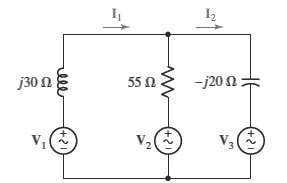 I₁ I₂
j30 Ω 55 Ω -j20 Ω
V₁ + ~ - V₂ + ~ - V₃ + ~ -